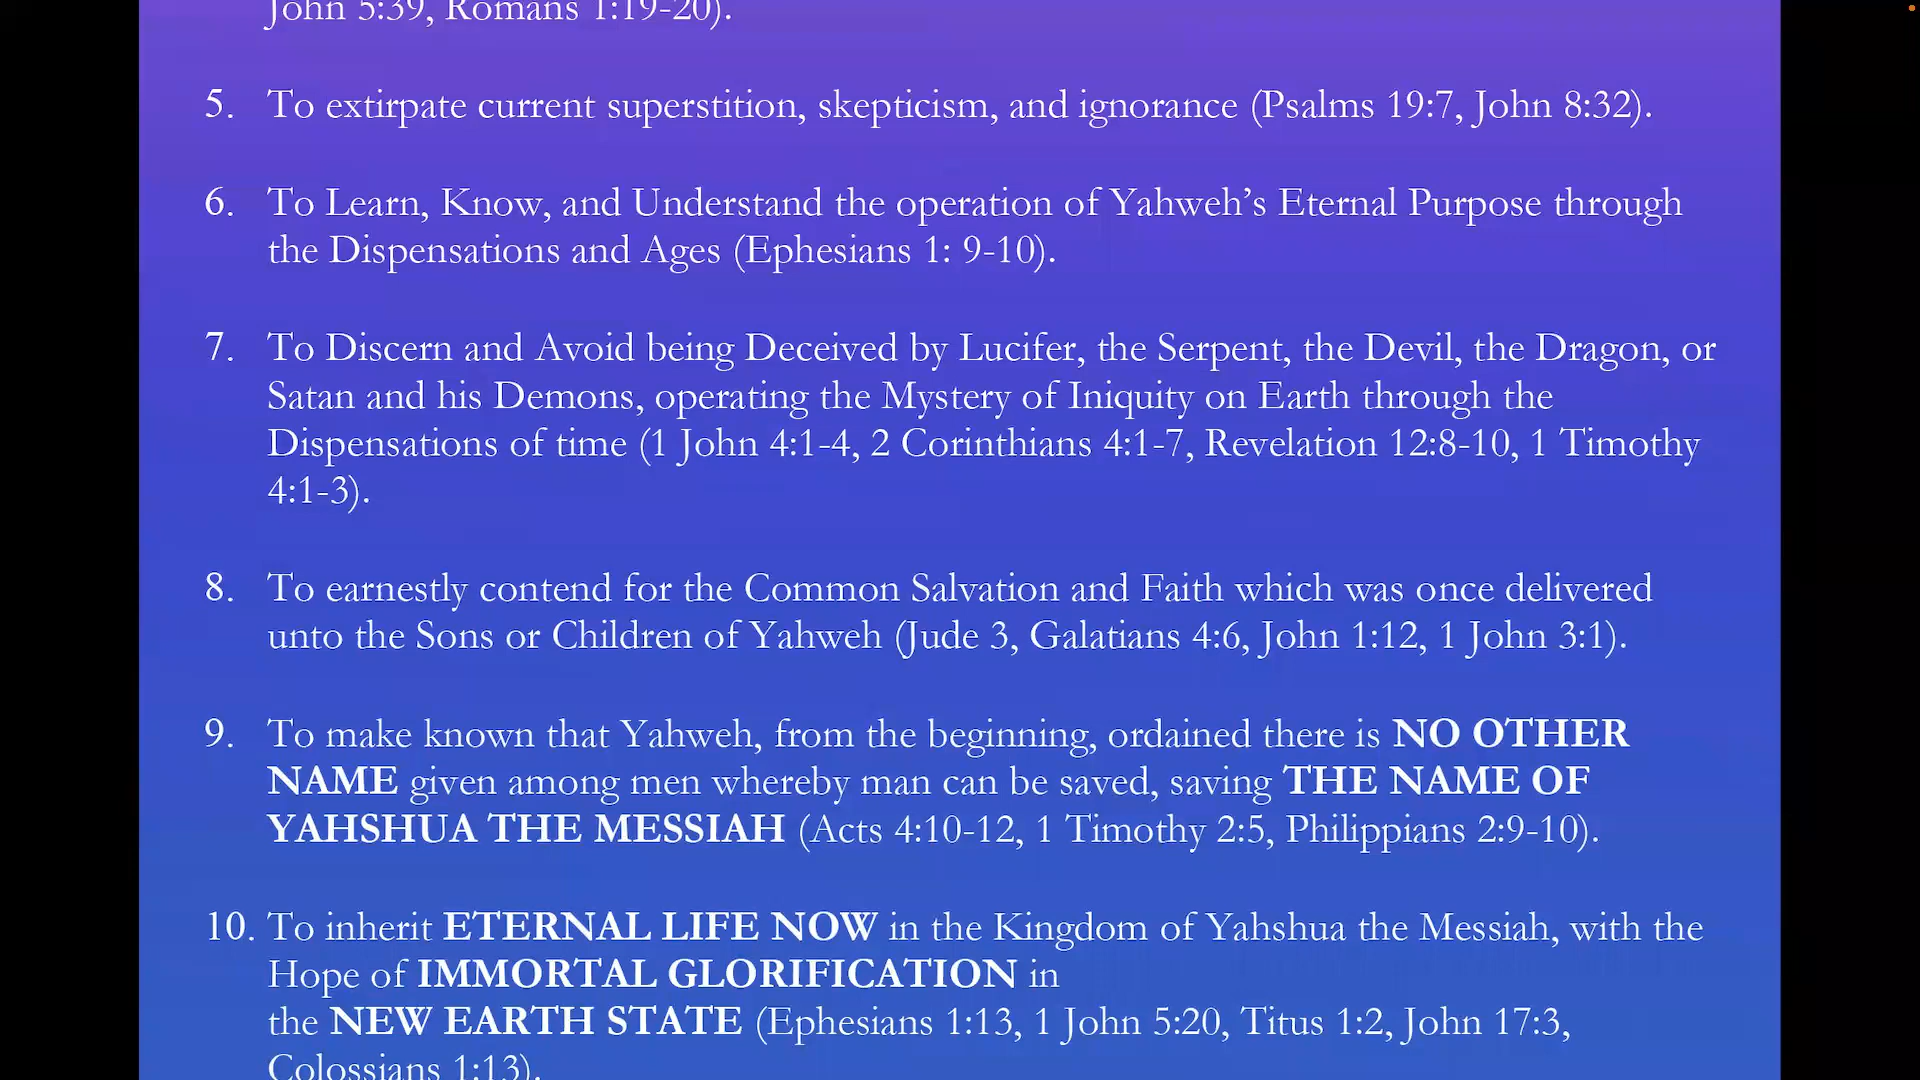 John 5:39, Romans 1:19-20).
5. To extirpate current superstition, skepticism, and ignorance (Psalms 19:7, John 8:32).
6. To Learn, Know, and Understand the operation of Yahweh’s Eternal Purpose through
the Dispensations and Ages (Ephesians 1: 9-10).
7. To Discern and Avoid being Deceived by Lucifer, the Serpent, the Devil, the Dragon, or
Satan and his Demons, operating the Mystery of Iniquity on Earth through the
Dispensations of time (1 John 4:1-4, 2 Corinthians 4:1-7, Revelation 12:8-10, 1 Timothy
4:1-3).
8. To earnestly contend for the Common Salvation and Faith which was once delivered
unto the Sons or Children of Yahweh (Jude 3, Galatians 4:6, John 1:12, 1 John 3:1).
9. To make known that Yahweh, from the beginning, ordained there is NO OTHER
NAME given among men whereby man can be saved, saving THE NAME OF
YAHSHUA THE MESSIAH (Acts 4:10-12, 1 Timothy 2:5, Philippians 2:9-10).
10. To inherit ETERNAL LIFE NOW in the Kingdom of Yahshua the Messiah, with the
Hope of IMMORTAL GLORIFICATION in
the NEW EARTH STATE (Ephesians 1:13, 1 John 5:20, Titus 1:2, John 17:3,
Colossians 1:13).